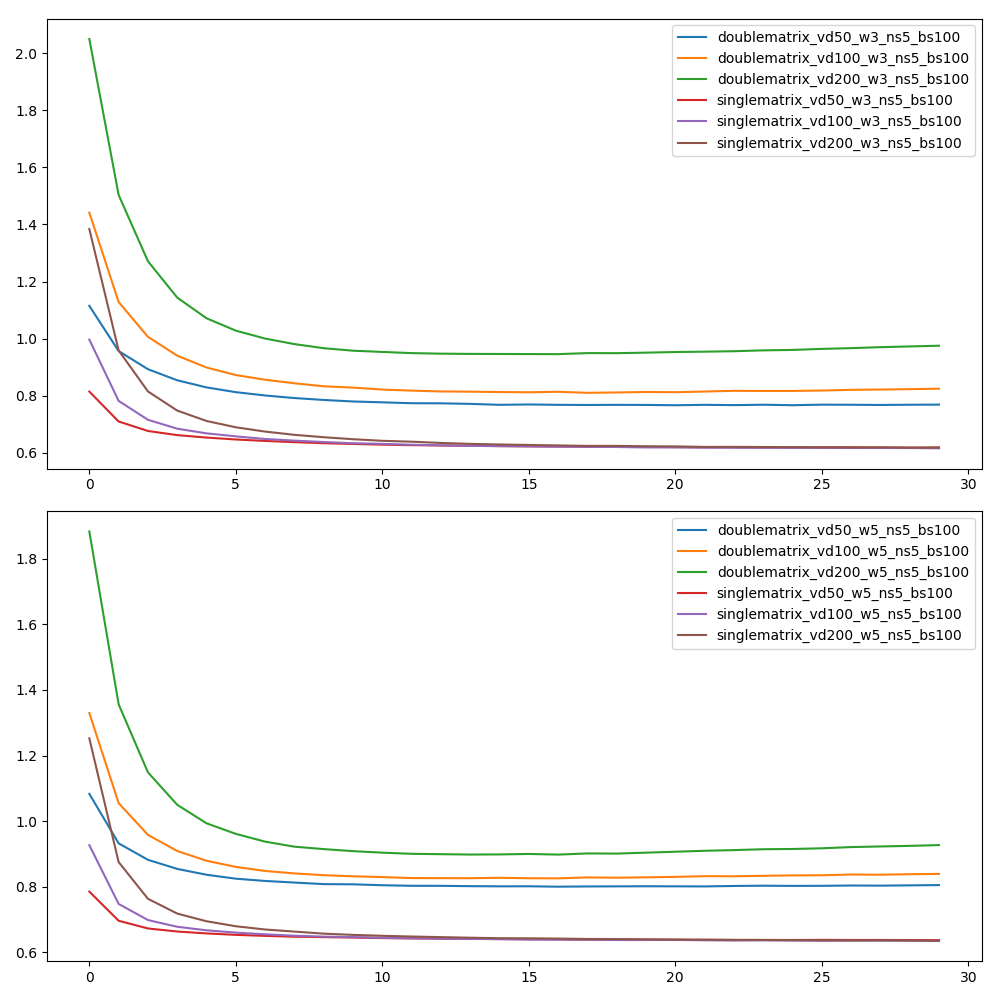 2.0
1.8
1.6
1.4
1.2
1.0
0.8
0.6
doublematrix_vd50_w3_ns5_bs100
doublematrix_vd100_w3_ns5_bs100
doublematrix_vd200_w3_ns5_bs100
singlematrix_vd50_w3_ns5_bs100
singlematrix_vd100_w3_ns5_bs100
singlematrix_vd200_w3_ns5_bs100
0 5 10 15 20 25 30
1.8
1.6
1.4
1.2
1.0
0.8
0.6
doublematrix_vd50_w5_ns5_bs100
doublematrix_vd100_w5_ns5_bs100
doublematrix_vd200_w5_ns5_bs100
singlematrix_vd50_w5_ns5_bs100
singlematrix_vd100_w5_ns5_bs100
singlematrix_vd200_w5_ns5_bs100
0 5 10 15 20 25 30